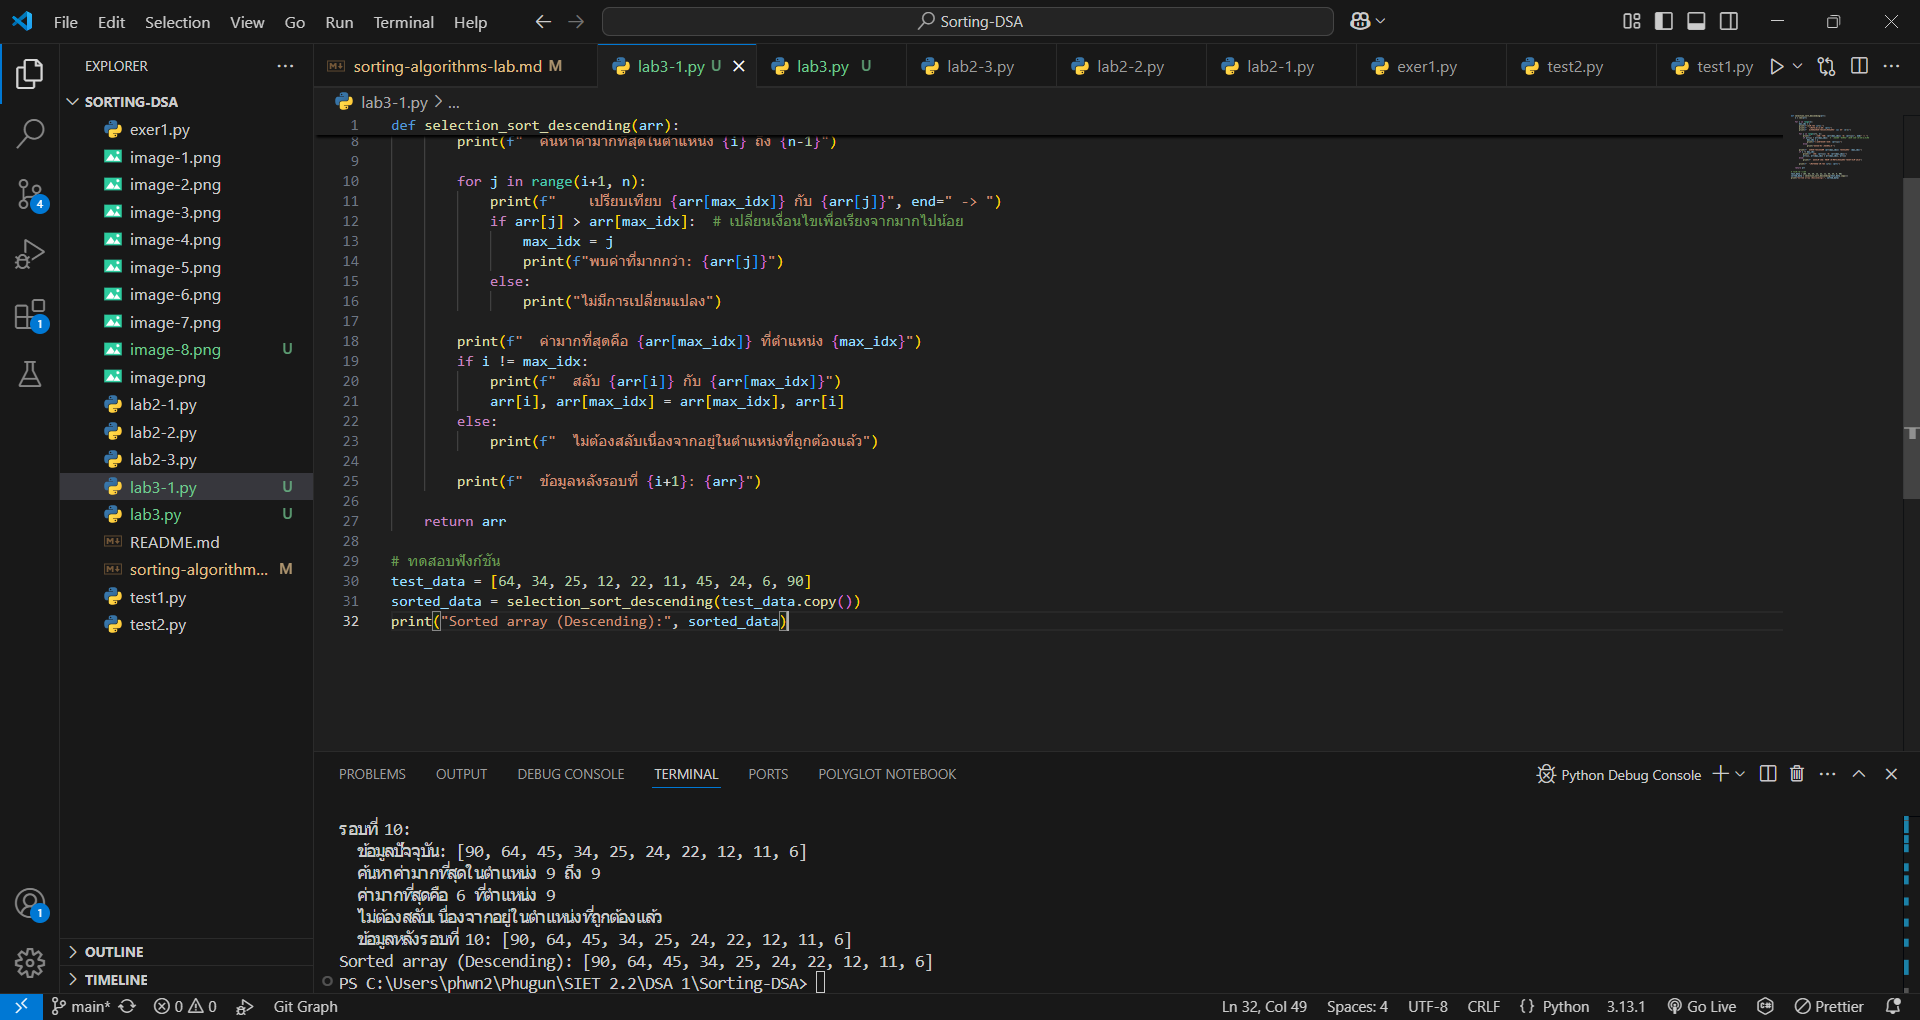 File Edit Selection View Go Run Terminal Help
Sorting-DSA
EXPLORER
SORTING-DSA
exer1.py
image-1.png
image-2.png
image-3.png
image-4.png
image-5.png
image-6.png
image-7.png
image-8.png U
image.png
lab2-1.py
lab2-2.py
lab2-3.py
lab3-1.py U
lab3.py U
README.md
sorting-algorithm... M
test1.py
test2.py
OUTLINE
TIMELINE
4
1
1
sorting-algorithms-lab.md M
lab3-1.py U
lab3.py U
lab2-3.py
lab2-2.py
lab2-1.py
exer1.py
test2.py
test1.py
lab3-1.py > ...
1 def selection_sort_descending(arr):
8 print(f"  ค้นหาค่ามากที่สุดในตำแหน่ง {i} ถึง {n-1}")
9
10 for j in range(i+1, n):
11 print(f"    เปรียบเทียบ {arr[max_idx]} กับ {arr[j]}", end=" -> ")
12 if arr[j] > arr[max_idx]:  # เปลี่ยนเงื่อนไขเพื่อเรียงจากมากไปน้อย
13 max_idx = j
14 print(f"พบค่าที่มากกว่า: {arr[j]}")
15 else:
16 print("ไม่มีการเปลี่ยนแปลง")
17
18 print(f"  ค่ามากที่สุดคือ {arr[max_idx]} ที่ตำแหน่ง {max_idx}")
19 if i != max_idx:
20 print(f"  สลับ {arr[i]} กับ {arr[max_idx]}")
21 arr[i], arr[max_idx] = arr[max_idx], arr[i]
22 else:
23 print(f"  ไม่ต้องสลับเนื่องจากอยู่ในตำแหน่งที่ถูกต้องแล้ว")
24
25 print(f"  ข้อมูลหลังรอบที่ {i+1}: {arr}")
26
27 return arr
28
29 # ทดสอบฟังก์ชัน
30 test_data = [64, 34, 25, 12, 22, 11, 45, 24, 6, 90]
31 sorted_data = selection_sort_descending(test_data.copy())
32 print("Sorted array (Descending):", sorted_data)
PROBLEMS OUTPUT DEBUG CONSOLE TERMINAL PORTS POLYGLOT NOTEBOOK
Python Debug Console
รอบที่ 10:
ข้อมูลปัจจุบัน: [90, 64, 45, 34, 25, 24, 22, 12, 11, 6]
ค้นหาค่ามากที่สุดในตำแหน่ง 9 ถึง 9
ค่ามากที่สุดคือ 6 ที่ตำแหน่ง 9
ไม่ต้องสลับเนื่องจากอยู่ในตำแหน่งที่ถูกต้องแล้ว
ข้อมูลหลังรอบที่ 10: [90, 64, 45, 34, 25, 24, 22, 12, 11, 6]
Sorted array (Descending): [90, 64, 45, 34, 25, 24, 22, 12, 11, 6]
PS C:\Users\phwn2\Phugun\SIET 2.2\DSA 1\Sorting-DSA>
main* 0 0 Git Graph
Ln 32, Col 49 Spaces: 4 UTF-8 CRLF {} Python 3.13.1 Go Live Prettier